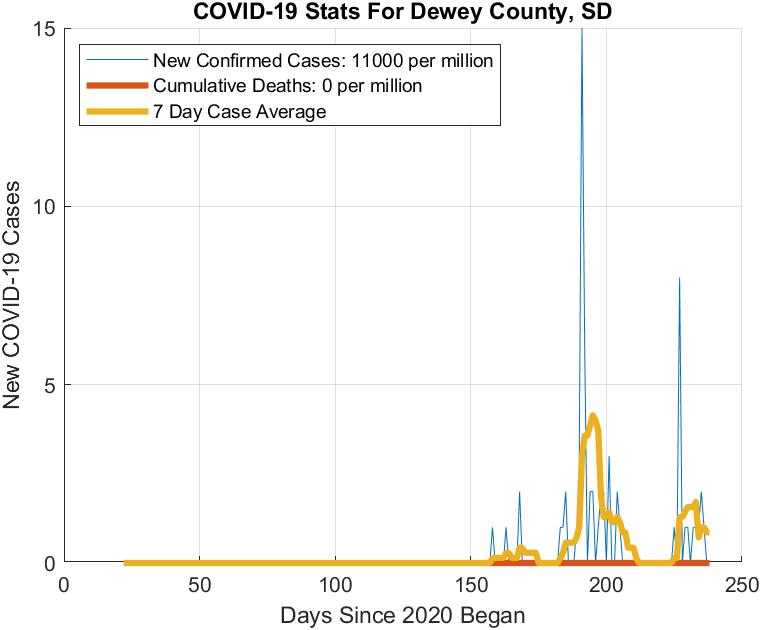 COVID-19 Stats For Dewey County, SD
New Confirmed Cases: 11000 per million
Cumulative Deaths: 0 per million
7 Day Case Average
New COVID-19 Cases
15
10
5
0
0 50 100 150 200 250
Days Since 2020 Began